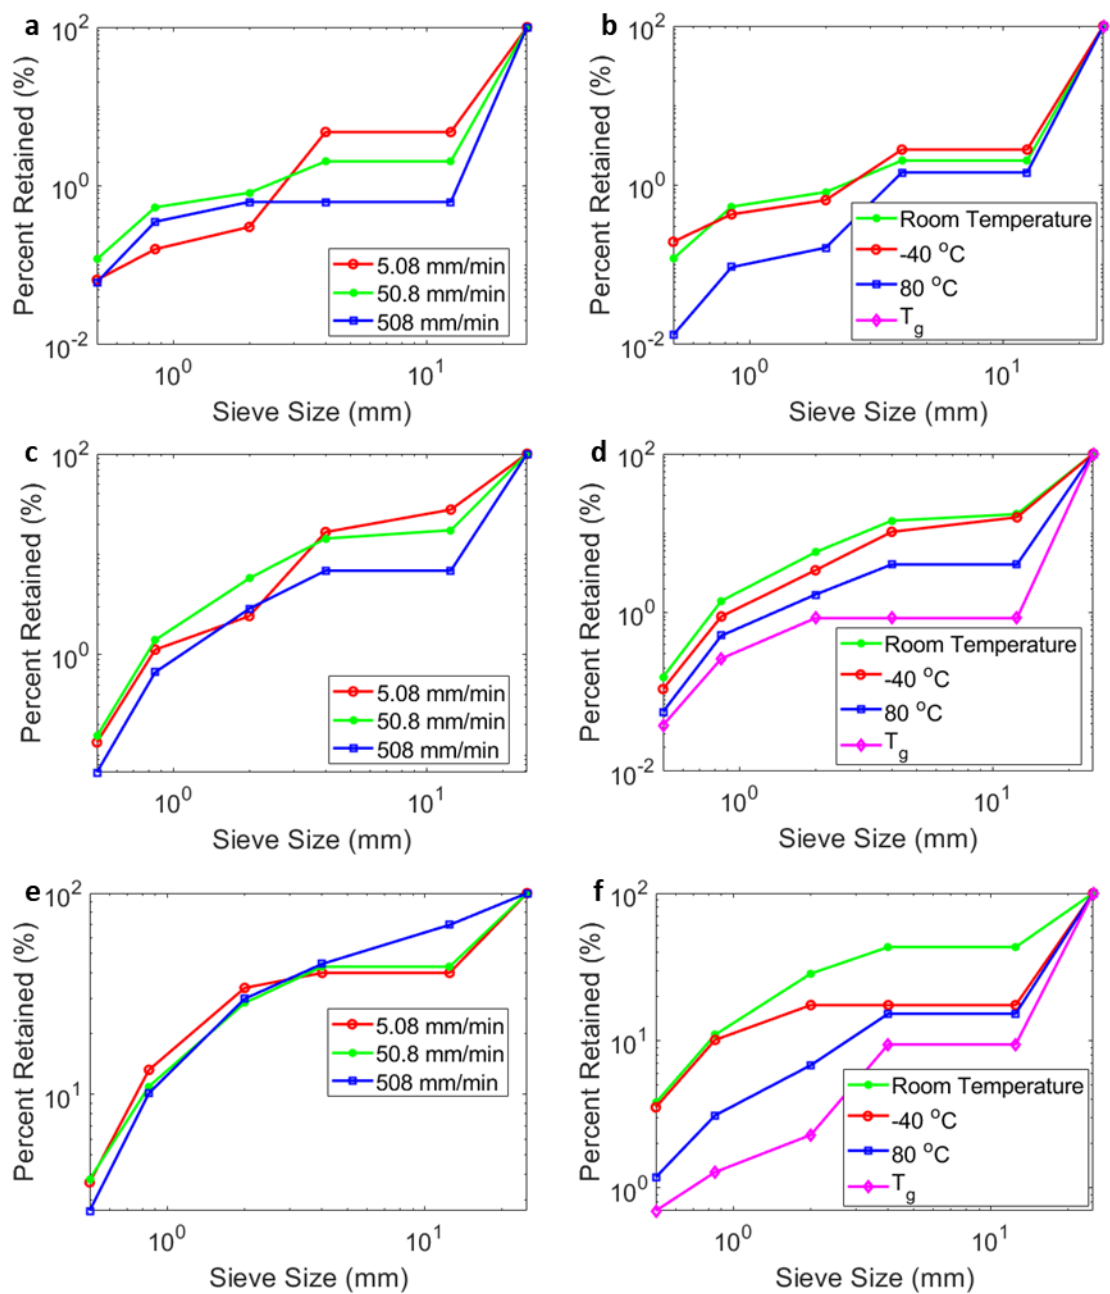 a
Percent Retained (%)
10^2
10^0
10^-2
5.08 mm/min
50.8 mm/min
508 mm/min
10^0
10^1
Sieve Size (mm)
b
Percent Retained (%)
10^2
10^0
10^-2
Room Temperature
-40 °C
80 °C
T_g
10^0
10^1
Sieve Size (mm)
c
Percent Retained (%)
10^2
10^0
5.08 mm/min
50.8 mm/min
508 mm/min
10^0
10^1
Sieve Size (mm)
d
Percent Retained (%)
10^2
10^0
10^-2
Room Temperature
-40 °C
80 °C
T_g
10^0
10^1
Sieve Size (mm)
e
Percent Retained (%)
10^2
10^1
5.08 mm/min
50.8 mm/min
508 mm/min
10^0
10^1
Sieve Size (mm)
f
Percent Retained (%)
10^2
10^1
10^0
Room Temperature
-40 °C
80 °C
T_g
10^0
10^1
Sieve Size (mm)